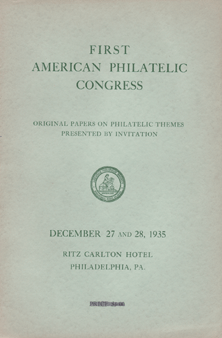 FIRST
AMERICAN PHILATELIC
CONGRESS
ORIGINAL PAPERS ON PHILATELIC THEMES
PRESENTED BY INVITATION
DECEMBER 27 AND 28, 1935
RITZ CARLTON HOTEL
PHILADELPHIA, PA.